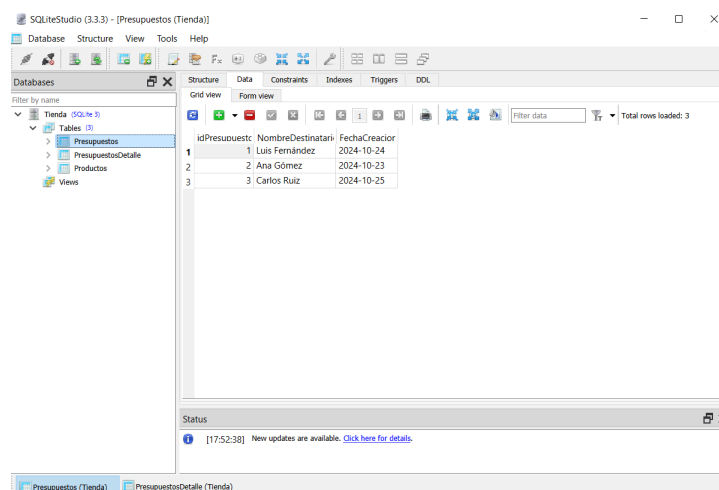 SQLiteStudio (3.3.3) - [Presupuestos (Tienda)]
Database Structure View Tools Help
Databases
Filter by name
Tienda (SQLite 3)
Tables (3)
Presupuestos
PresupuestosDetalle
Productos
Views
Structure Data Constraints Indexes Triggers DDL
Grid view Form view
1 Filter data Total rows loaded: 3
idPresupuesto NombreDestinatari FechaCreacion
1 1 Luis Fernández 2024-10-24
2 2 Ana Gómez 2024-10-23
3 3 Carlos Ruiz 2024-10-25
Status
[17:52:38] New updates are available. Click here for details.
Presupuestos (Tienda) PresupuestosDetalle (Tienda)